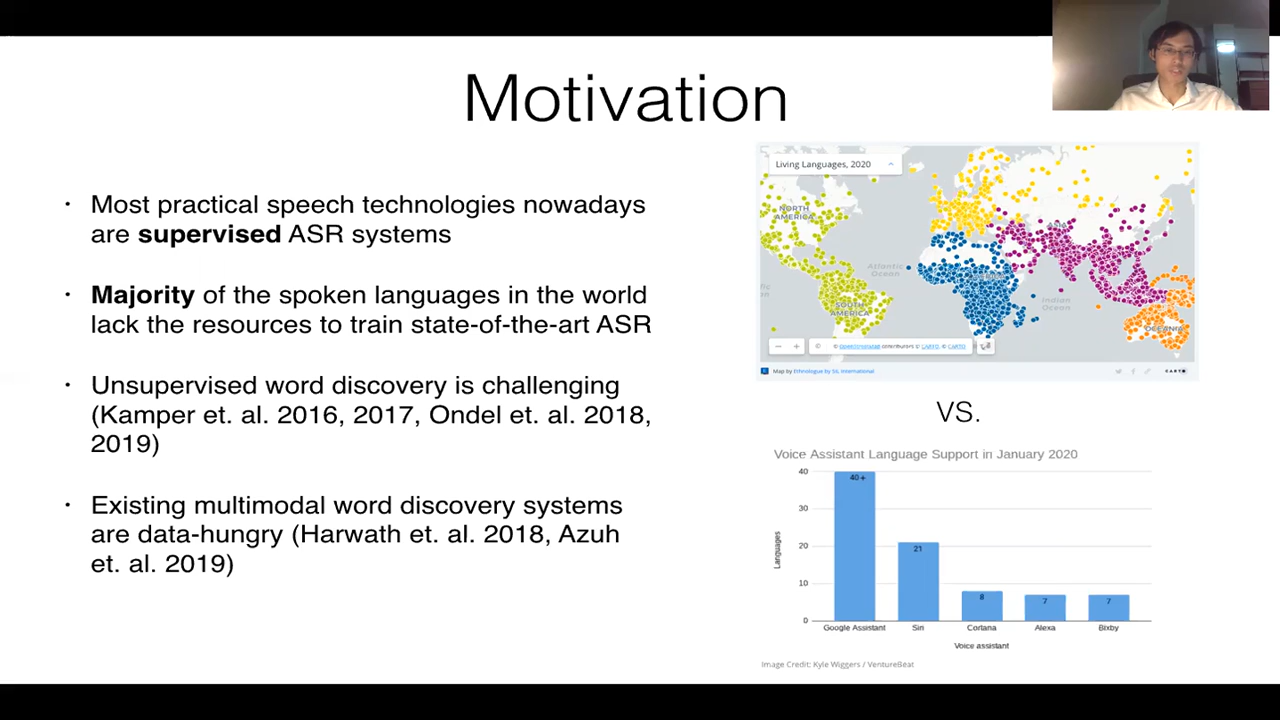 Motivation
• Most practical speech technologies nowadays
are supervised ASR systems
• Majority of the spoken languages in the world
lack the resources to train state-of-the-art ASR
• Unsupervised word discovery is challenging
(Kamper et. al. 2016, 2017, Ondel et. al. 2018,
2019)
• Existing multimodal word discovery systems
are data-hungry (Harwath et. al. 2018, Azuh
et. al. 2019)
Living Languages, 2020
NORTH
AMERICA
Atlantic
Ocean
SOUTH
AMERICA
Indian
Ocean
OCEANIA
© OpenStreetMap contributors © CARTO, © CARTO
Map by Ethnologue by SIL International
CARTO
VS.
Voice Assistant Language Support in January 2020
Languages
40
30
20
10
0
40+
21
8
7
7
Google Assistant
Siri
Cortana
Alexa
Bixby
Voice assistant
Image Credit: Kyle Wiggers / VentureBeat